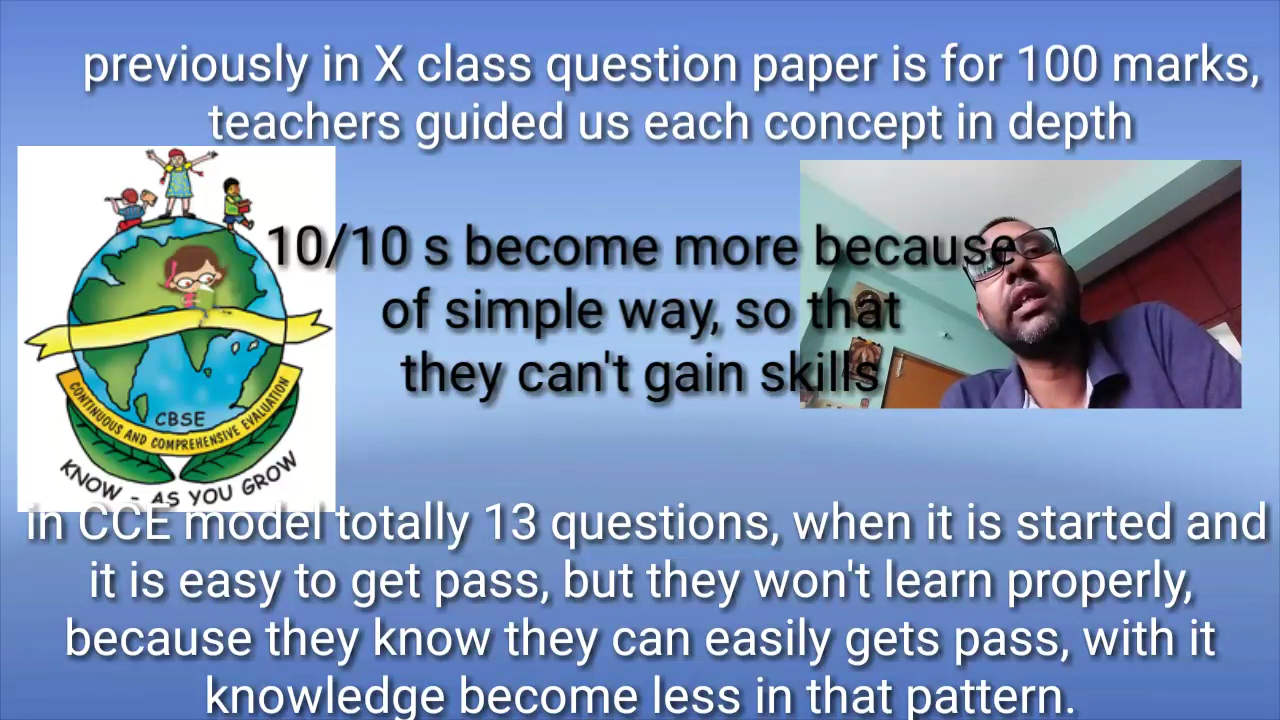 previously in X class question paper is for 100 marks,
teachers guided us each concept in depth
10/10 s become more because
of simple way, so that
they can't gain skills
CBSE
CONTINUOUS AND COMPREHENSIVE EVALUATION
KNOW - AS YOU GROW
in CCE model totally 13 questions, when it is started and
it is easy to get pass, but they won't learn properly,
because they know they can easily gets pass, with it
knowledge become less in that pattern.